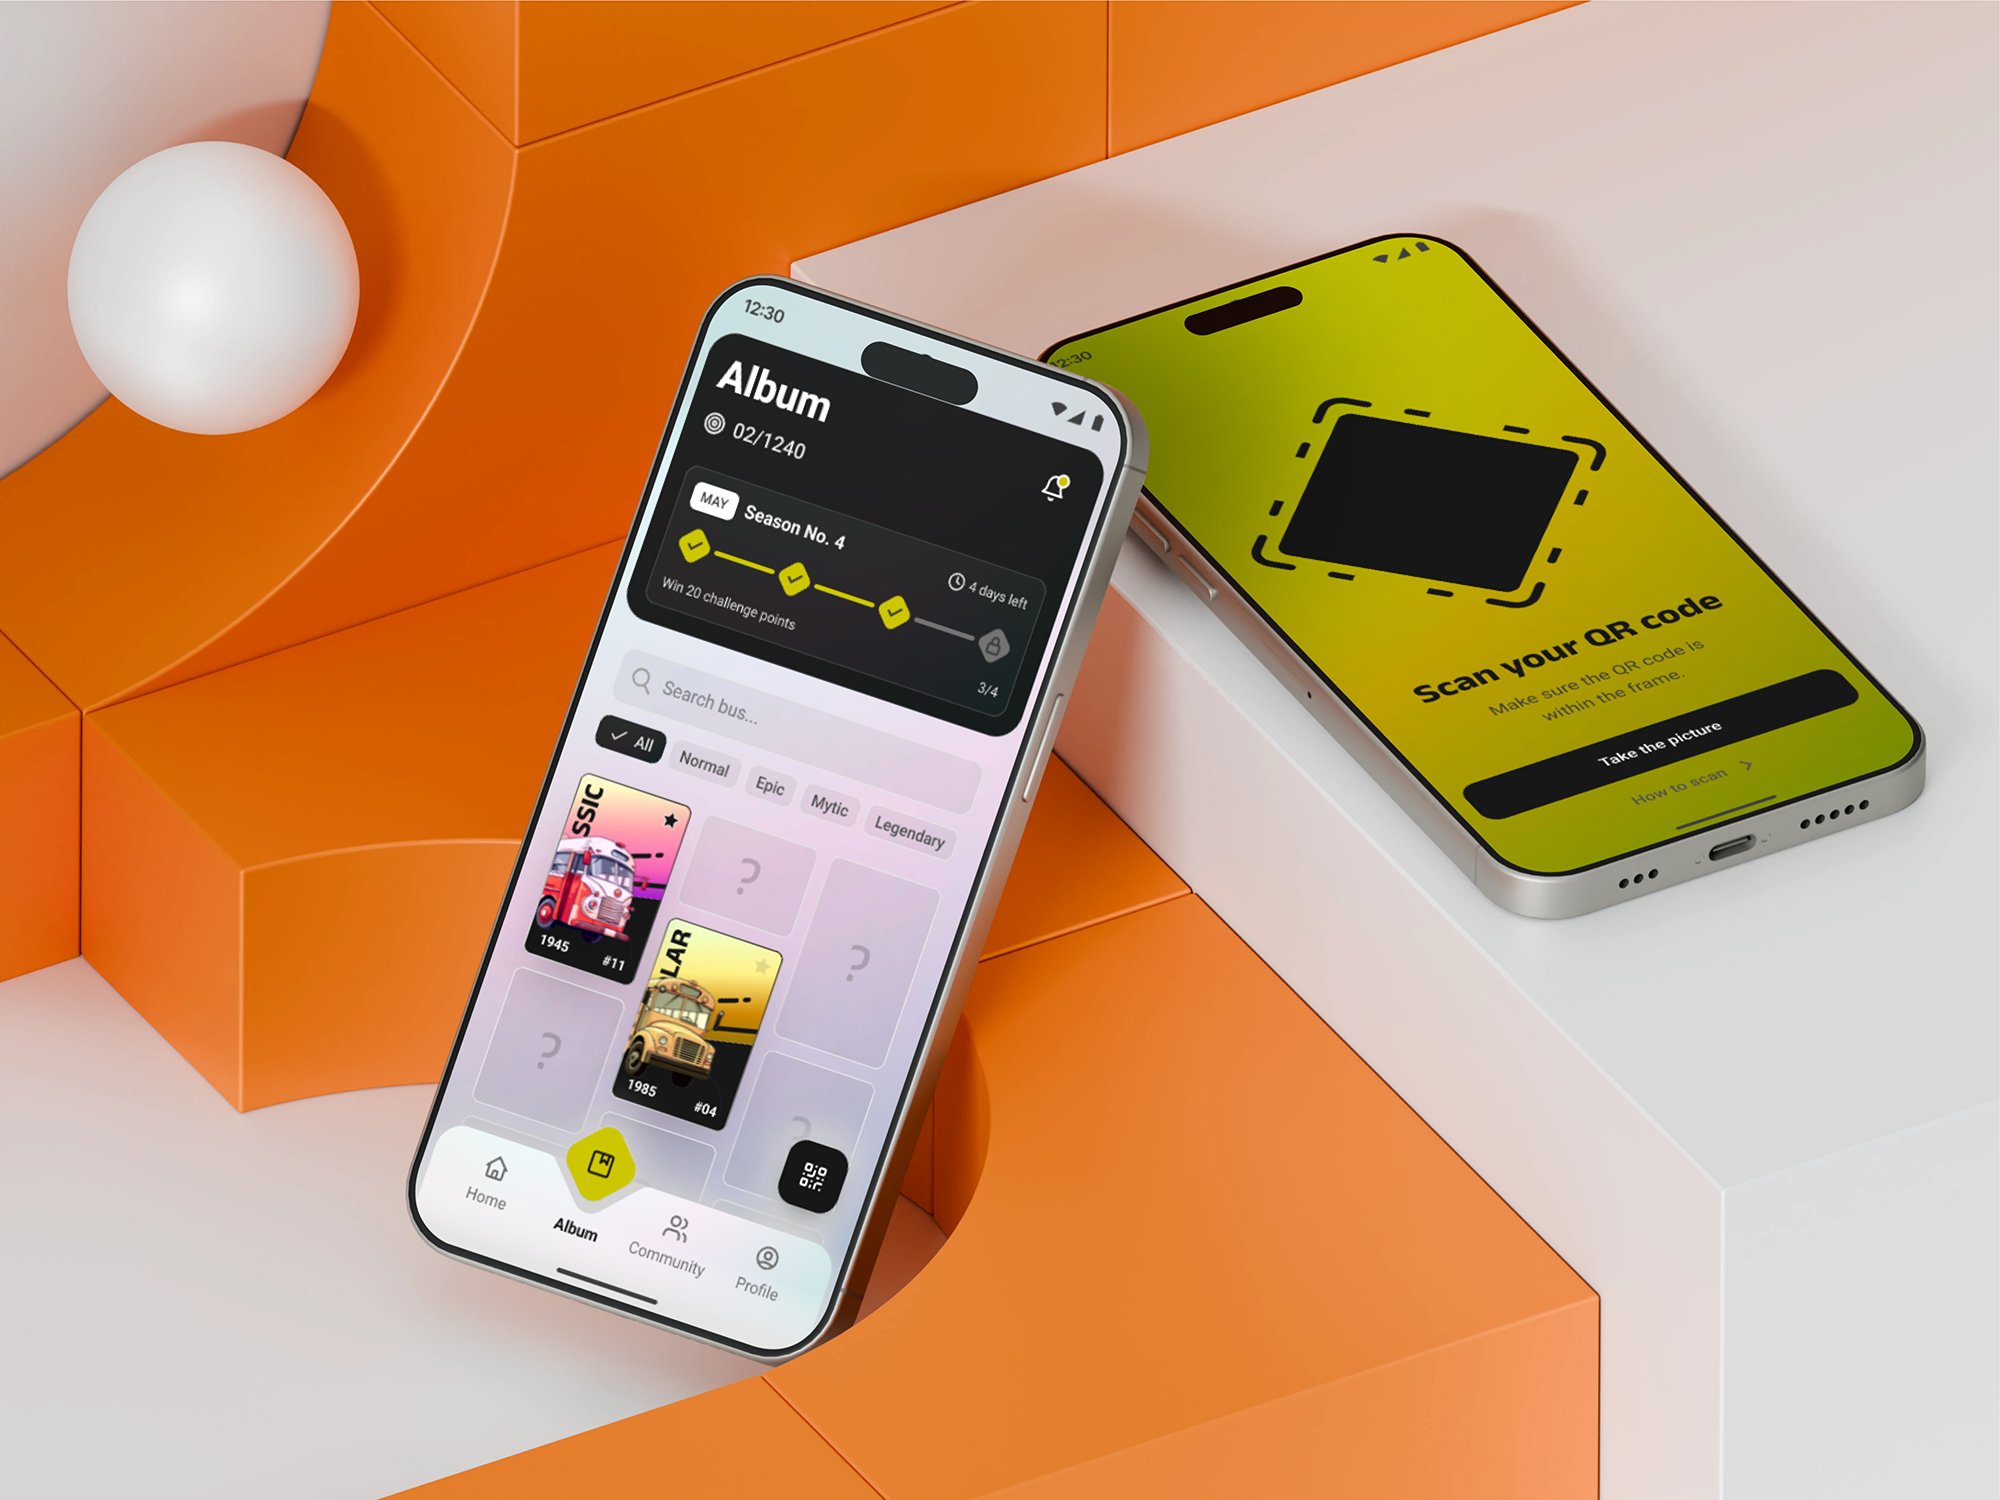 12:30
Album
02/1240
MAY
Season No. 4
4 days left
Win 20 challenge points
3/4
Search bus...
All
Normal
Epic
Mytic
Legendary
SSIC
1945
#11
?
?
LAR
1985
#04
?
?
Home
Album
Community
Profile
12:30
Scan your QR code
Make sure the QR code is
within the frame.
Take the picture
How to scan